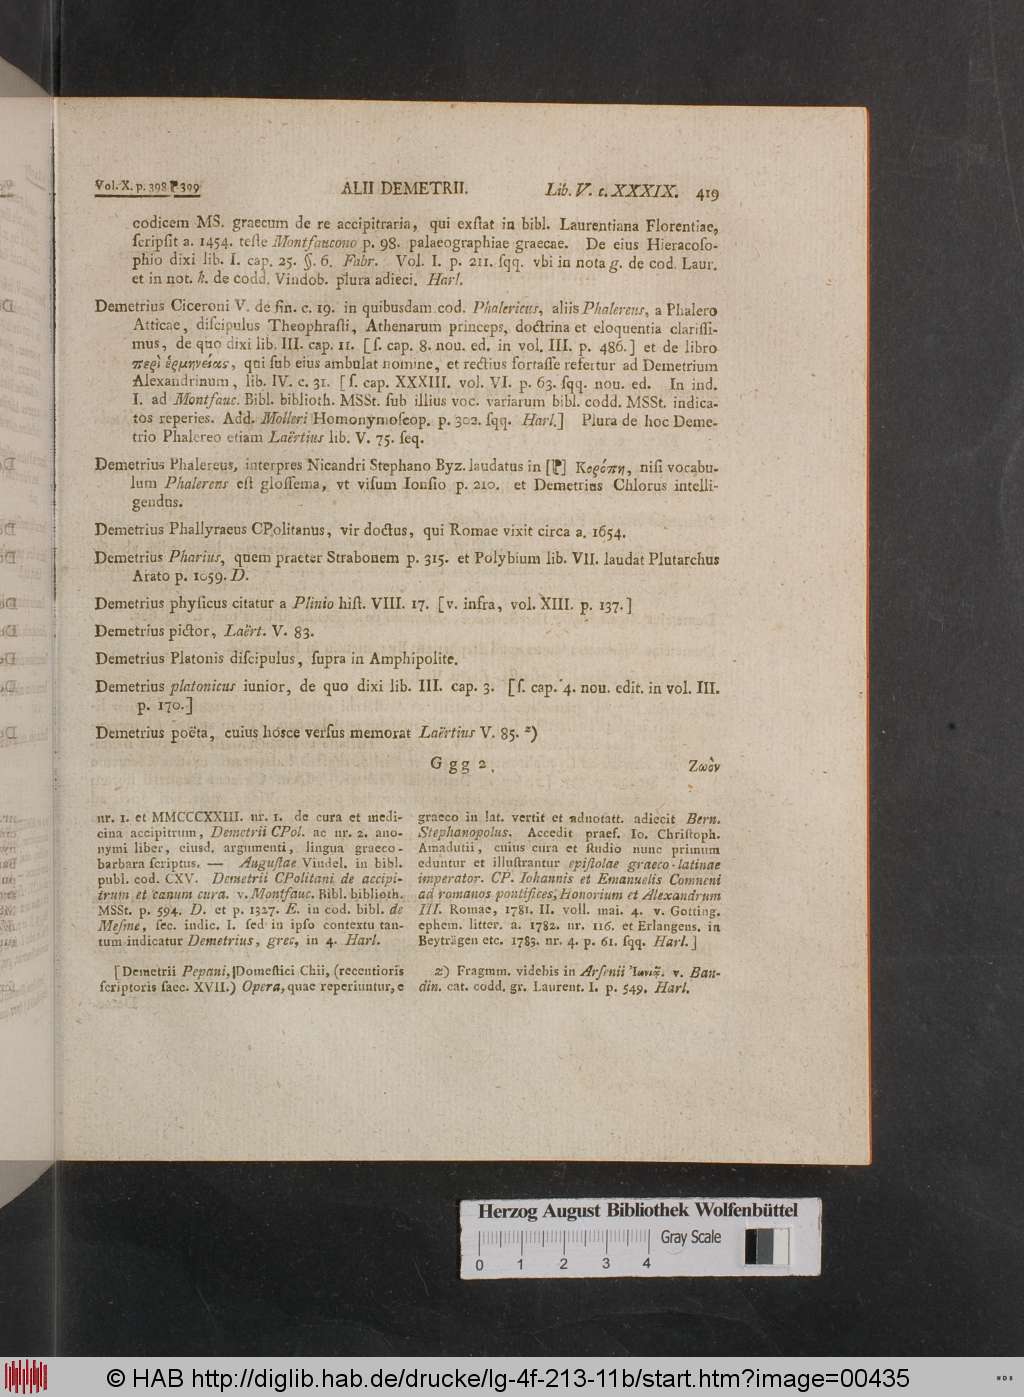 Vol. X. p. 398 399 ALII DEMETRII. Lib. V. c. XXXIX. 419
codicem MS. graecum de re accipitraria, qui exſtat in bibl. Laurentiana Florentiae,
ſcripſit a. 1454. teſte Montfaucono p. 98. palaeographiae graecae. De eius Hieracoſo-
phio dixi lib. I. cap. 25. §. 6. Fabr. Vol. I. p. 211. ſqq. vbi in nota g. de cod. Laur.
et in not. h. de codd. Vindob. plura adieci. Harl.
Demetrius Ciceroni V. de fin. c. 19. in quibusdam cod. Phalericus, aliis Phalereus, a Phalero
Atticae, diſcipulus Theophraſti, Athenarum princeps, doctrina et eloquentia clariſſi-
mus, de quo dixi lib. III. cap. 11. [ſ. cap. 8. nou. ed. in vol. III. p. 486.] et de libro
περὶ ἑρμηνείας, qui ſub eius ambulat nomine, et rectius fortaſſe refertur ad Demetrium
Alexandrinum, lib. IV. c. 31. [ſ. cap. XXXIII. vol. VI. p. 63. ſqq. nou. ed. In ind.
I. ad Montfauc. Bibl. biblioth. MSSt. ſub illius voc. variarum bibl. codd. MSSt. indica-
tos reperies. Add. Molleri Homonymoſcop. p. 302. ſqq. Harl.] Plura de hoc Deme-
trio Phalereo etiam Laërtius lib. V. 75. ſeq.
Demetrius Phalereus, interpres Nicandri Stephano Byz. laudatus in [] Κορόπη, niſi vocabu-
lum Phalereus eſt gloſſema, vt viſum Ionſio p. 210. et Demetrius Chlorus intelli-
gendus.
Demetrius Phallyraeus CPolitanus, vir doctus, qui Romae vixit circa a. 1654.
Demetrius Pharius, quem praeter Strabonem p. 315. et Polybium lib. VII. laudat Plutarchus
Arato p. 1059. D.
Demetrius phyſicus citatur a Plinio hiſt. VIII. 17. [v. infra, vol. XIII. p. 137.]
Demetrius pictor, Laërt. V. 83.
Demetrius Platonis diſcipulus, ſupra in Amphipolite.
Demetrius platonicus iunior, de quo dixi lib. III. cap. 3. [ſ. cap. 4. nou. edit. in vol. III.
p. 170.]
Demetrius poëta, cuius hosce verſus memorat Laërtius V. 85. z)
G g g 2 Ζωὸν
nr. 1. et MMCCCXXIII. nr. 1. de cura et medi-
cina accipitrum, Demetrii CPol. ac nr. 2. ano-
nymi liber, eiusd. argumenti, lingua graeco-
barbara ſcriptus. — Auguſtae Vindel. in bibl.
publ. cod. CXV. Demetrii CPolitani de accipi-
trum et canum cura. v. Montfauc. Bibl. biblioth.
MSSt. p. 594. D. et p. 1327. E. in cod. bibl. de
Meſme, ſec. indic. I. ſed in ipſo contextu tan-
tum indicatur Demetrius, grec, in 4. Harl.
[Demetrii Pepani, Domeſtici Chii, (recentioris
ſcriptoris ſaec. XVII.) Opera, quae reperiuntur, e
graeco in lat. vertit et adnotatt. adiecit Bern.
Stephanopolus. Accedit praeſ. Io. Chriſtoph.
Amadutii, cuius cura et ſtudio nunc primum
eduntur et illuſtrantur epiſtolae graeco-latinae
imperator. CP. Iohannis et Emanuelis Comneni
ad romanos pontifices, Honorium et Alexandrum
III. Romae, 1781. II. voll. mai. 4. v. Gotting.
ephem. litter. a. 1782. nr. 116. et Erlangens. in
Beyträgen etc. 1783. nr. 4. p. 61. ſqq. Harl.]
z) Fragmm. videbis in Arſenii v. Ban-
din. cat. codd. gr. Laurent. I. p. 549. Harl.
Herzog August Bibliothek Wolfenbüttel
Gray Scale
0 1 2 3 4
© HAB http://diglib.hab.de/drucke/lg-4f-213-11b/start.htm?image=00435